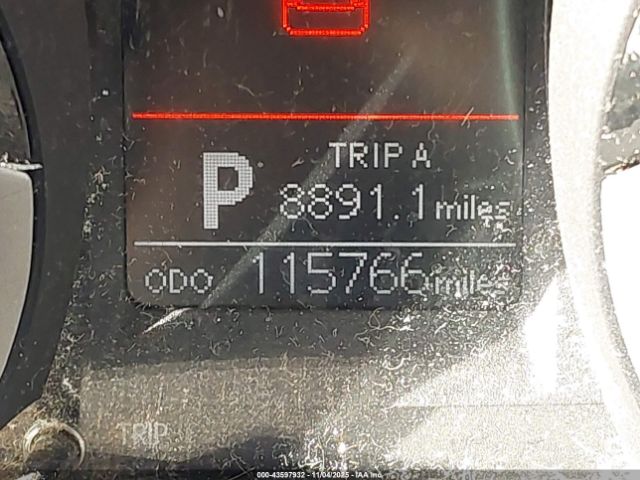 TRIP A
P
8891.1 miles
ODO 115766 miles
TRIP
000-43597932 - 11/04/2025 - IAA Inc.